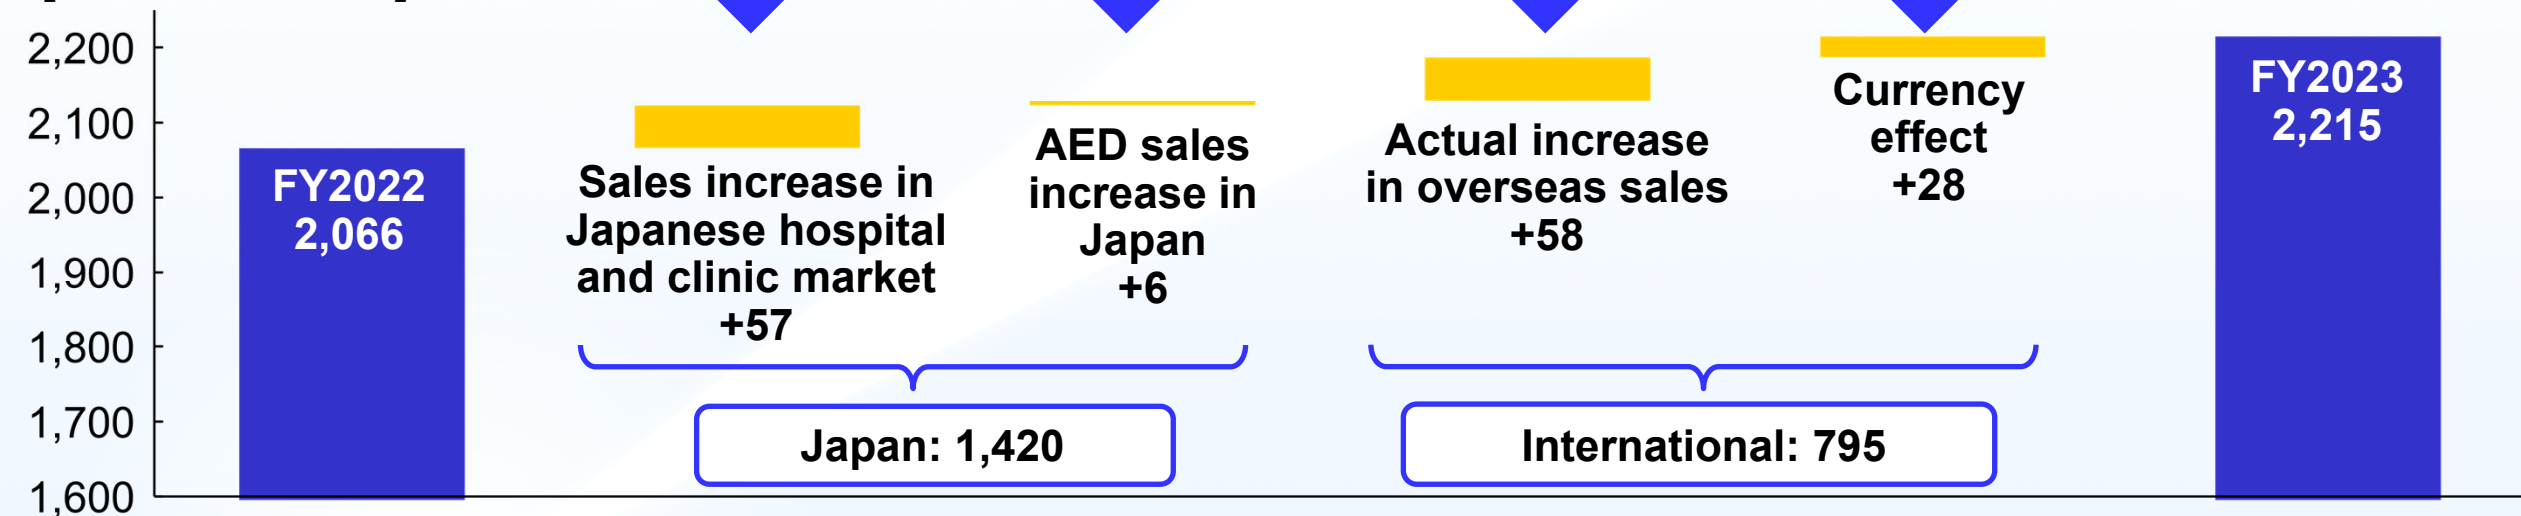 2,200
2,100
2,000
1,900
1,800
1,700
1,600
FY2022
2,066
Sales increase in
Japanese hospital
and clinic market
+57
AED sales
increase in
Japan
+6
Actual increase
in overseas sales
+58
Currency
effect
+28
FY2023
2,215
Japan: 1,420
International: 795